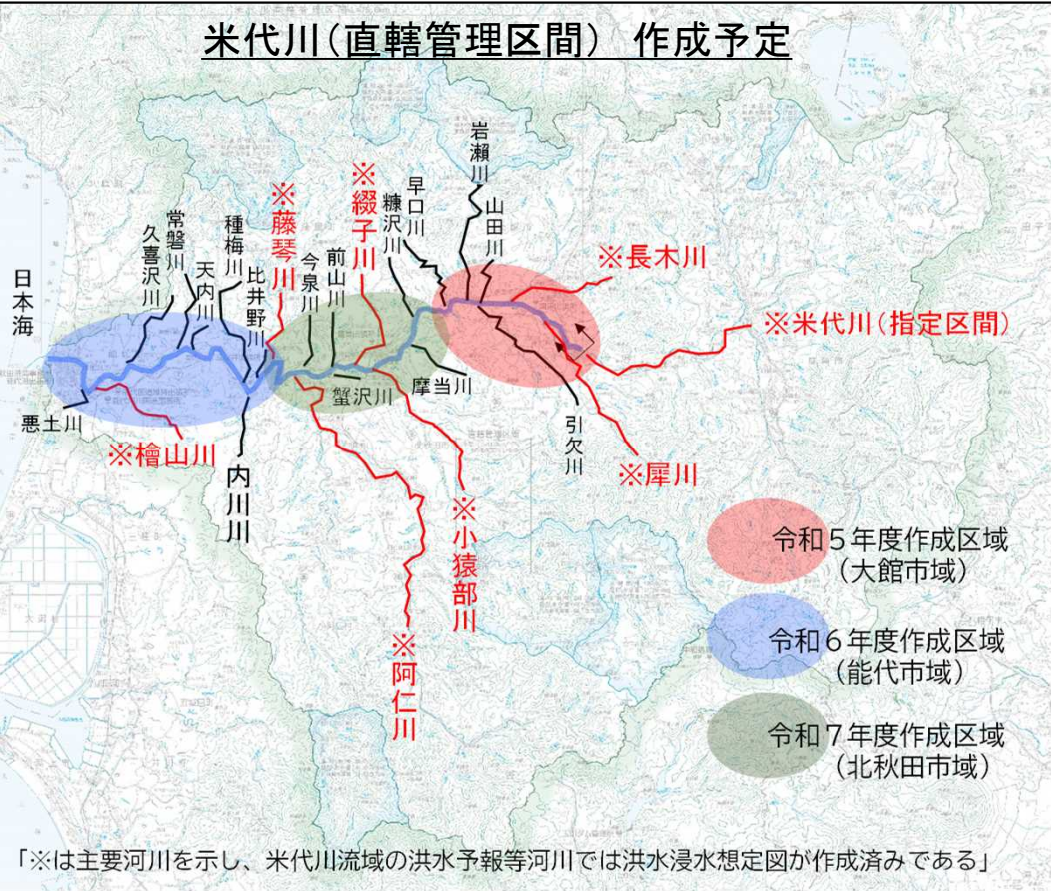 米代川(直轄管理区間) 作成予定
日本海
久喜沢川
常磐川
天内川
種梅川
比井野川
※藤琴川
今泉川
前山川
※綴子川
糠沢川
早口川
岩瀬川
山田川
※長木川
※米代川(指定区間)
悪土川
※檜山川
内川川
蟹沢川
摩当川
引欠川
※犀川
※小猿部川
※阿仁川
令和5年度作成区域
(大館市域)
令和6年度作成区域
(能代市域)
令和7年度作成区域
(北秋田市域)
「※は主要河川を示し、米代川流域の洪水予報等河川では洪水浸水想定図が作成済みである」